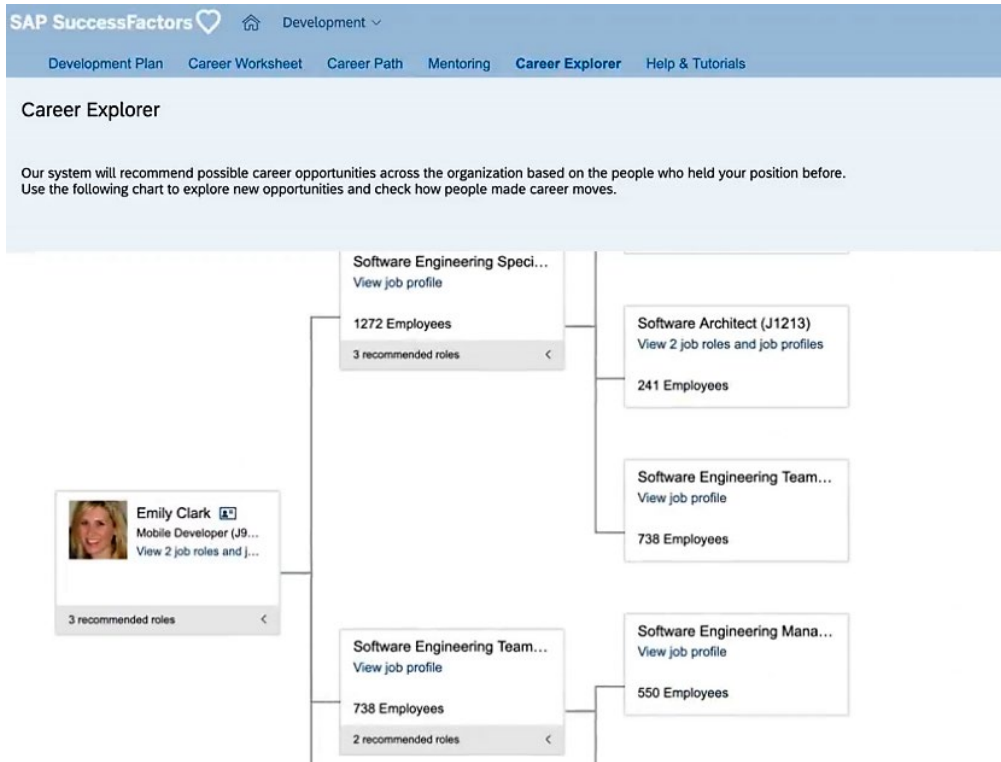 SAP SuccessFactors
Development
Development Plan
Career Worksheet
Career Path
Mentoring
Career Explorer
Help & Tutorials
Career Explorer
Our system will recommend possible career opportunities across the organization based on the people who held your position before.
Use the following chart to explore new opportunities and check how people made career moves.
Emily Clark
Mobile Developer (J9...
View 2 job roles and j...
3 recommended roles
Software Engineering Speci...
View job profile
1272 Employees
3 recommended roles
Software Architect (J1213)
View 2 job roles and job profiles
241 Employees
Software Engineering Team...
View job profile
738 Employees
Software Engineering Team...
View job profile
738 Employees
2 recommended roles
Software Engineering Mana...
View job profile
550 Employees